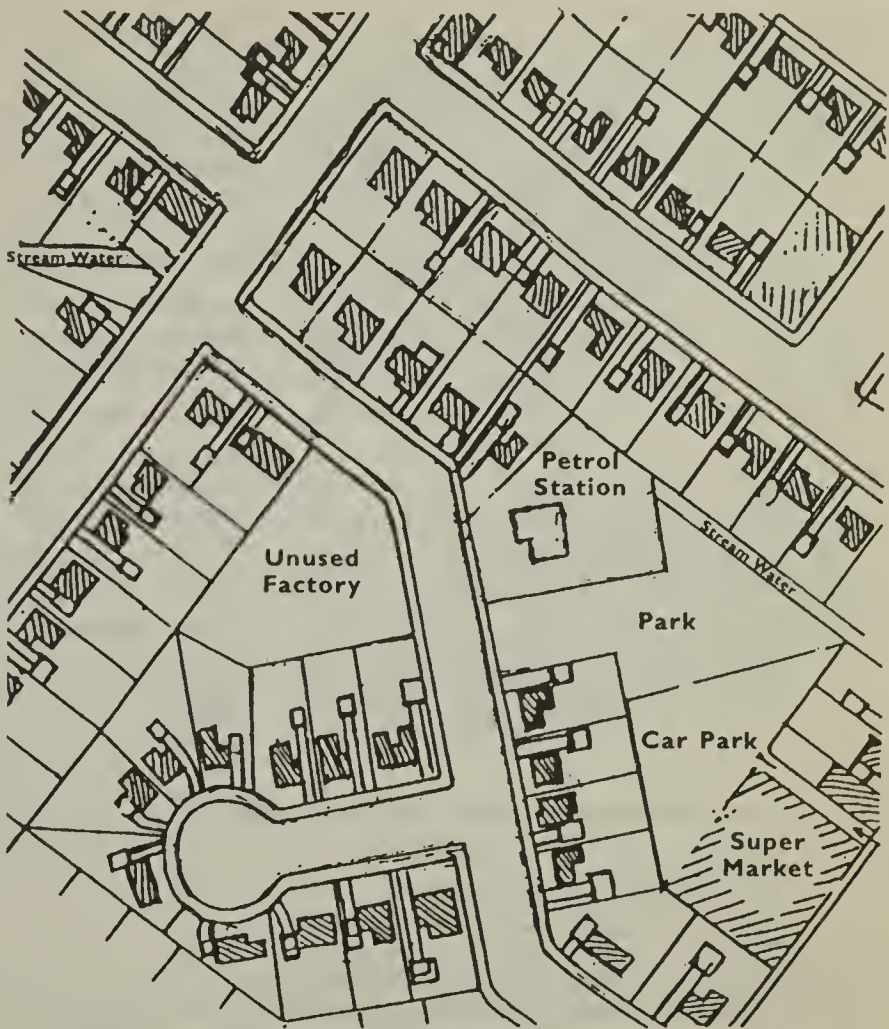 Stream Water
Petrol
Station
Unused
Factory
Stream Water
Park
Car Park
Super
Market